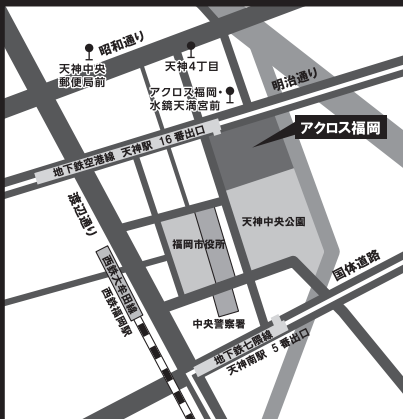 昭和通り
天神中央
郵便局前
天神4丁目
アクロス福岡・
水鏡天満宮前
明治通り
アクロス福岡
地下鉄空港線 天神駅 16番出口
渡辺通り
天神中央公園
福岡市役所
西鉄大牟田線
西鉄福岡駅
国体道路
中央警察署
地下鉄七隈線
天神南駅 5番出口